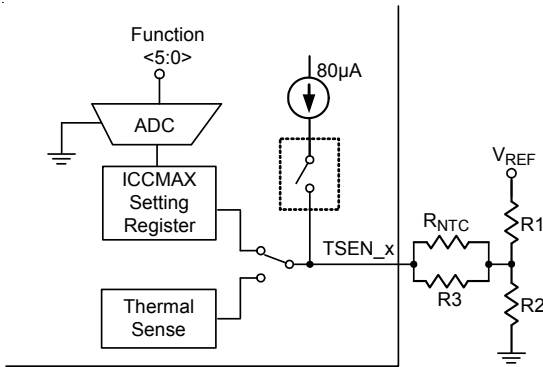 Function
<5:0>
80µA
ADC
ICCMAX
Setting
Register
V_REF
R_NTC
R1
TSEN_x
R3
R2
Thermal
Sense